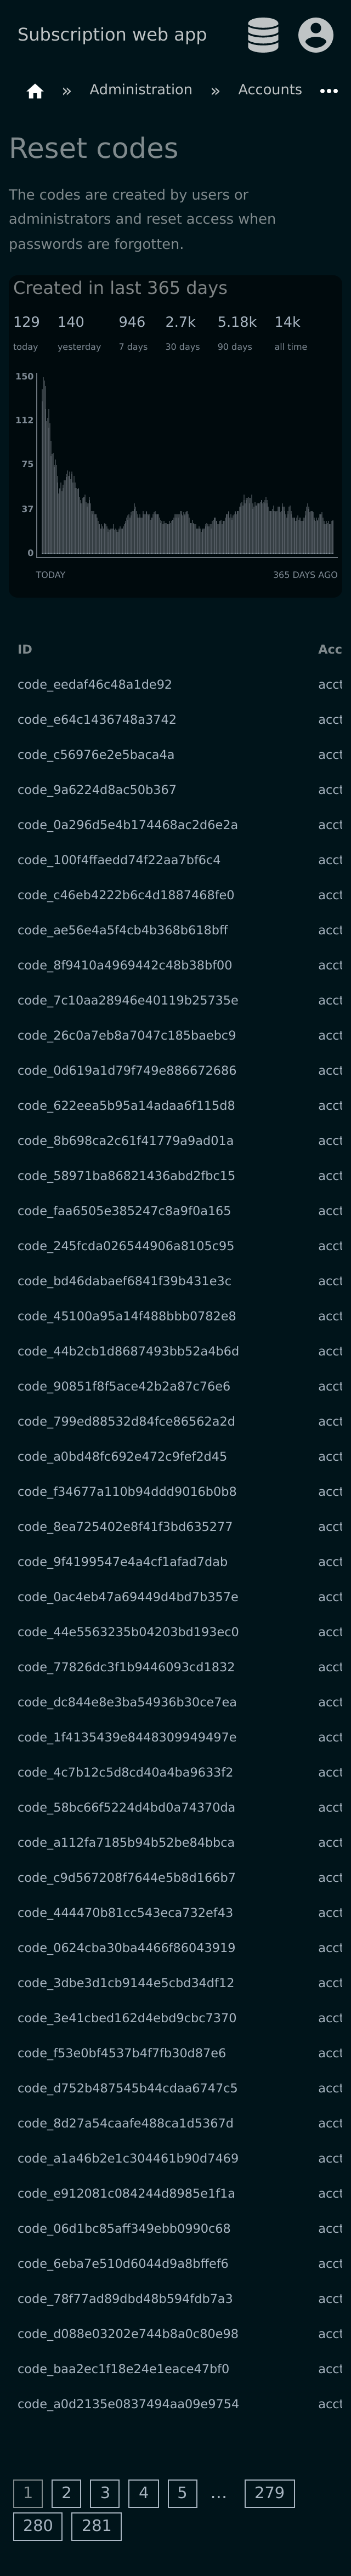 Subscription web app
» Administration » Accounts •••
Reset codes
The codes are created by users or
administrators and reset access when
passwords are forgotten.
Created in last 365 days
129 140 946 2.7k 5.18k 14k
today yesterday 7 days 30 days 90 days all time
150
112
75
37
0
TODAY 365 DAYS AGO
ID Acc
code_eedaf46c48a1de92 acct
code_e64c1436748a3742 acct
code_c56976e2e5baca4a acct
code_9a6224d8ac50b367 acct
code_0a296d5e4b174468ac2d6e2a acct
code_100f4ffaedd74f22aa7bf6c4 acct
code_c46eb4222b6c4d1887468fe0 acct
code_ae56e4a5f4cb4b368b618bff acct
code_8f9410a4969442c48b38bf00 acct
code_7c10aa28946e40119b25735e acct
code_26c0a7eb8a7047c185baebc9 acct
code_0d619a1d79f749e886672686 acct
code_622eea5b95a14adaa6f115d8 acct
code_8b698ca2c61f41779a9ad01a acct
code_58971ba86821436abd2fbc15 acct
code_faa6505e385247c8a9f0a165 acct
code_245fcda026544906a8105c95 acct
code_bd46dabaef6841f39b431e3c acct
code_45100a95a14f488bbb0782e8 acct
code_44b2cb1d8687493bb52a4b6d acct
code_90851f8f5ace42b2a87c76e6 acct
code_799ed88532d84fce86562a2d acct
code_a0bd48fc692e472c9fef2d45 acct
code_f34677a110b94ddd9016b0b8 acct
code_8ea725402e8f41f3bd635277 acct
code_9f4199547e4a4cf1afad7dab acct
code_0ac4eb47a69449d4bd7b357e acct
code_44e5563235b04203bd193ec0 acct
code_77826dc3f1b9446093cd1832 acct
code_dc844e8e3ba54936b30ce7ea acct
code_1f4135439e8448309949497e acct
code_4c7b12c5d8cd40a4ba9633f2 acct
code_58bc66f5224d4bd0a74370da acct
code_a112fa7185b94b52be84bbca acct
code_c9d567208f7644e5b8d166b7 acct
code_444470b81cc543eca732ef43 acct
code_0624cba30ba4466f86043919 acct
code_3dbe3d1cb9144e5cbd34df12 acct
code_3e41cbed162d4ebd9cbc7370 acct
code_f53e0bf4537b4f7fb30d87e6 acct
code_d752b487545b44cdaa6747c5 acct
code_8d27a54caafe488ca1d5367d acct
code_a1a46b2e1c304461b90d7469 acct
code_e912081c084244d8985e1f1a acct
code_06d1bc85aff349ebb0990c68 acct
code_6eba7e510d6044d9a8bffef6 acct
code_78f77ad89dbd48b594fdb7a3 acct
code_d088e03202e744b8a0c80e98 acct
code_baa2ec1f18e24e1eace47bf0 acct
code_a0d2135e0837494aa09e9754 acct
1 2 3 4 5 … 279
280 281